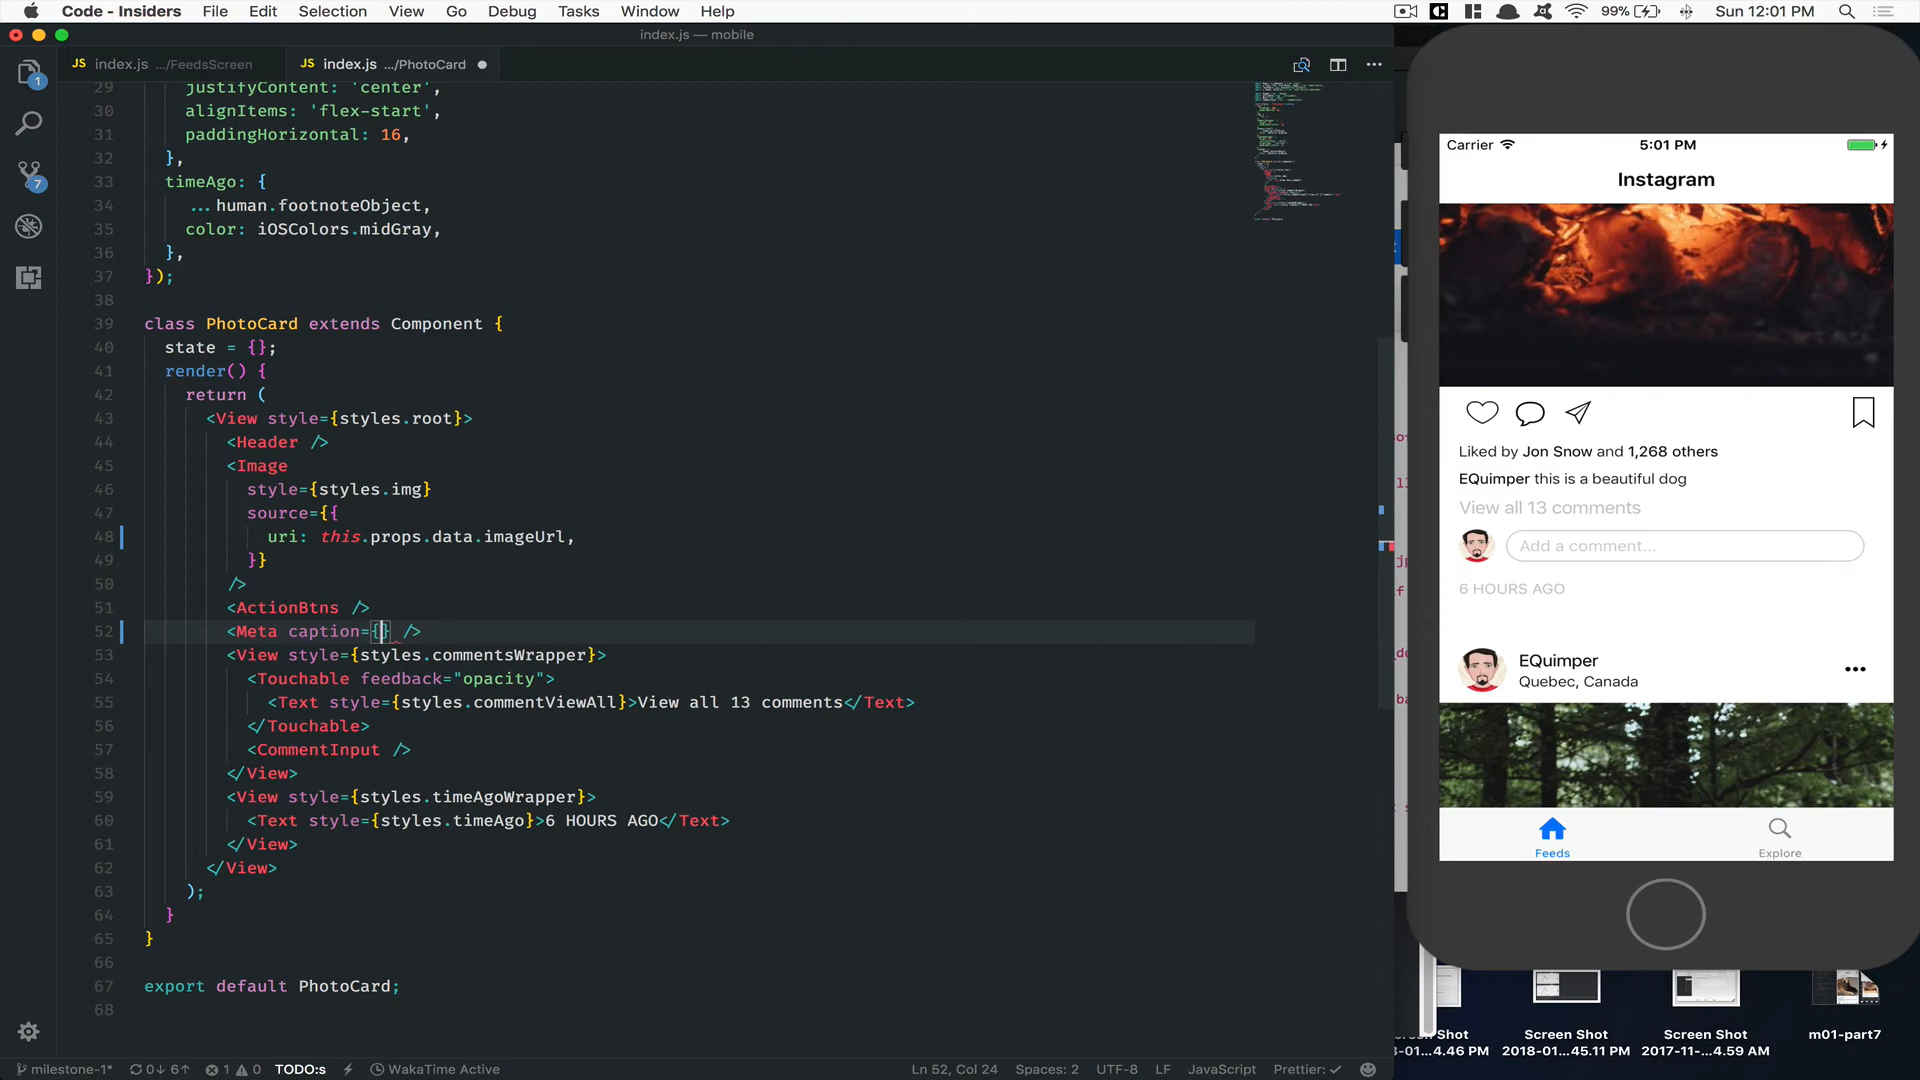 Code - Insiders File Edit Selection View Go Debug Tasks Window Help 99% Sun 12:01 PM
index.js — mobile
JS index.js .../FeedsScreen JS index.js .../PhotoCard
29 justifyContent: 'center',
30 alignItems: 'flex-start',
31 paddingHorizontal: 16,
32 },
33 timeAgo: {
34 ...human.footnoteObject,
35 color: iOSColors.midGray,
36 },
37 });
38
39 class PhotoCard extends Component {
40 state = {};
41 render() {
42 return (
43 <View style={styles.root}>
44 <Header />
45 <Image
46 style={styles.img}
47 source={{
48 uri: this.props.data.imageUrl,
49 }}
50 />
51 <ActionBtns />
52 <Meta caption={} />
53 <View style={styles.commentsWrapper}>
54 <Touchable feedback="opacity">
55 <Text style={styles.commentViewAll}>View all 13 comments</Text>
56 </Touchable>
57 <CommentInput />
58 </View>
59 <View style={styles.timeAgoWrapper}>
60 <Text style={styles.timeAgo}>6 HOURS AGO</Text>
61 </View>
62 </View>
63 );
64 }
65 }
66
67 export default PhotoCard;
68
1
7
milestone-1* 0↓ 6↑ 1 0 TODO:s WakaTime Active Ln 52, Col 24 Spaces: 2 UTF-8 LF JavaScript Prettier: ✓
Carrier 5:01 PM
Instagram
Liked by Jon Snow and 1,268 others
EQuimper this is a beautiful dog
View all 13 comments
Add a comment...
6 HOURS AGO
EQuimper
Quebec, Canada
Feeds Explore
Screen Shot
2018-01...45.11 PM
Screen Shot
2017-11-...4.59 AM
m01-part7